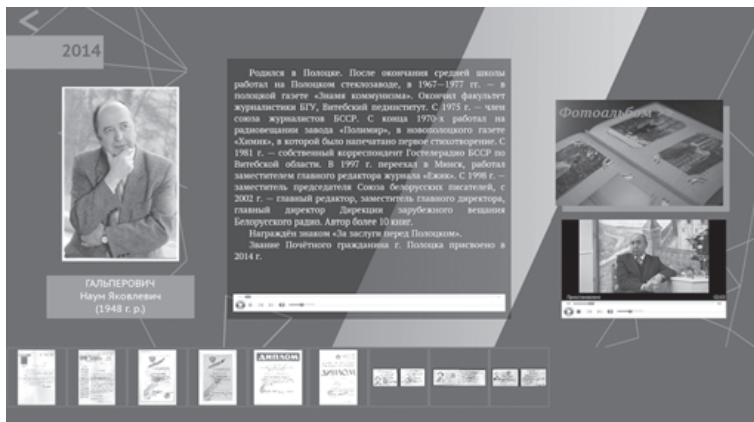 2014
Родился в Полоцке. После окончания средней школы
работал на Полоцком стеклозаводе, в 1967—1977 гг. — в
полоцкой газете «Знамя коммунизма». Окончил факультет
журналистики БГУ, Витебский пединститут. С 1975 г. — член
союза журналистов БССР. С конца 1970-х работал на
радиовещании завода «Полимир», в новополоцкого газете
«Химик», в которой было напечатано первое стихотворение. С
1981 г. — собственный корреспондент Гостелерадио БССР по
Витебской области. В 1997 г. переехал в Минск, работал
заместителем главного редактора журнала «Ежик». С 1998 г. –
заместитель председателя Союза белорусских писателей, с
2002 г. — главный редактор, заместитель главного директора,
главный директор Дирекции зарубежного вещания
Белорусского радио. Автор более 10 книг.
Награждён знаком «За заслуги перед Полоцком».
Звание Почётного гражданина г. Полоцка присвоено в
2014 г.
ГАЛЬПЕРОВИЧ
Наум Яковлевич
(1948 г. р.)
Фотоальбом
Приостановлено
ДИПЛОМ
ДИПЛОМ